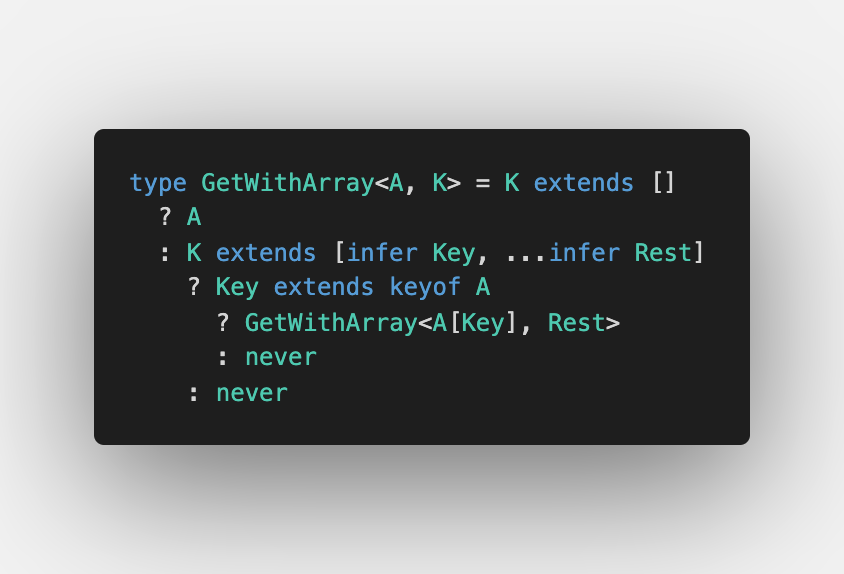 type GetWithArray<A, K> = K extends []
  ? A
  : K extends [infer Key, ...infer Rest]
    ? Key extends keyof A
      ? GetWithArray<A[Key], Rest>
      : never
    : never